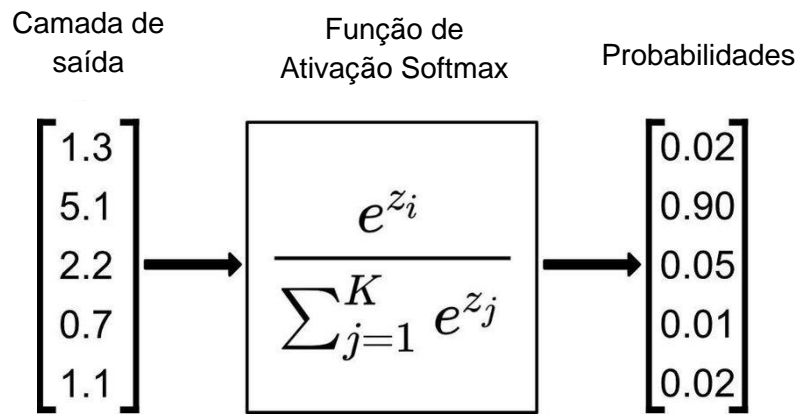 Camada de
saída
Função de
Ativação Softmax
Probabilidades
1.3
5.1
2.2
0.7
1.1
e^{z_i}
∑_{j=1}^{K} e^{z_j}
0.02
0.90
0.05
0.01
0.02